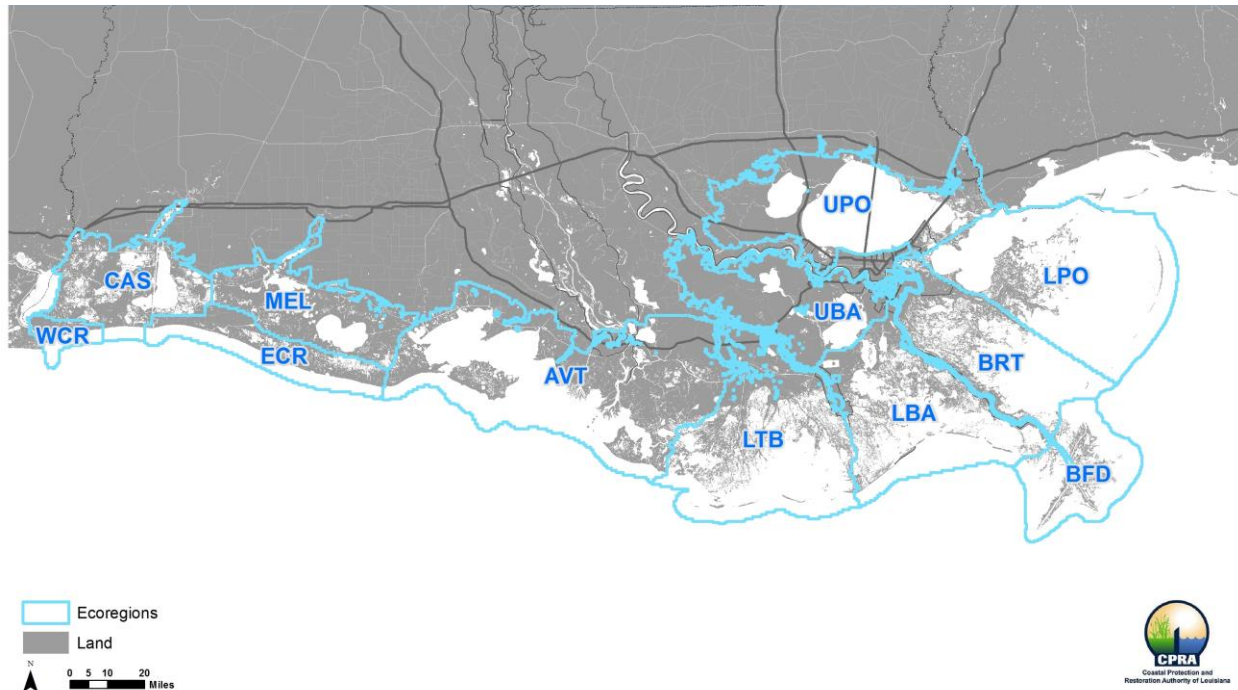 UPO
LPO
CAS
MEL
UBA
WCR
ECR
AVT
BRT
LBA
LTB
BFD
Ecoregions
Land
N
0 5 10 20
Miles
CPRA
Coastal Protection and
Restoration Authority of Louisiana